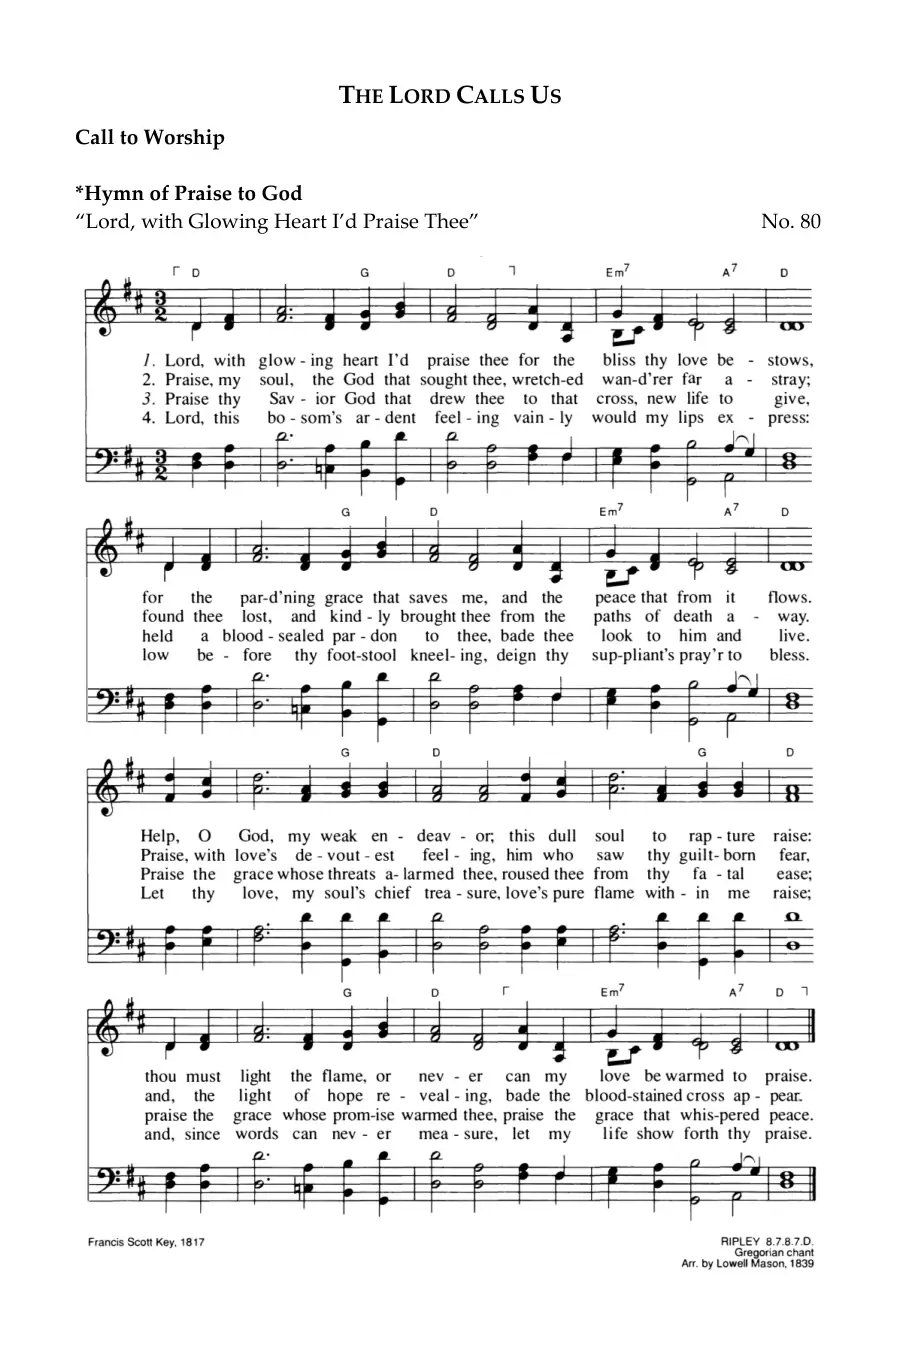 THE LORD CALLS US
Call to Worship
*Hymn of Praise to God
“Lord, with Glowing Heart I’d Praise Thee” No. 80
D G D Em7 A7 D
3 2
1. Lord, with glow - ing heart I’d praise thee for the bliss thy love be - stows,
2. Praise, my soul, the God that sought thee, wretch-ed wan-d’rer far a - stray;
3. Praise thy Sav - ior God that drew thee to that cross, new life to give,
4. Lord, this bo - som’s ar - dent feel - ing vain - ly would my lips ex - press:
3 2
G D Em7 A7 D
for the par-d’ning grace that saves me, and the peace that from it flows.
found thee lost, and kind - ly brought thee from the paths of death a - way.
held a blood - sealed par - don to thee, bade thee look to him and live.
low be - fore thy foot-stool kneel- ing, deign thy sup-pliant’s pray’r to bless.
G D G D
Help, O God, my weak en - deav - or; this dull soul to rap - ture raise:
Praise, with love’s de - vout - est feel - ing, him who saw thy guilt- born fear,
Praise the grace whose threats a- larmed thee, roused thee from thy fa - tal ease;
Let thy love, my soul’s chief trea - sure, love’s pure flame with - in me raise;
G D Em7 A7 D
thou must light the flame, or nev - er can my love be warmed to praise.
and, the light of hope re - veal - ing, bade the blood-stained cross ap - pear.
praise the grace whose prom-ise warmed thee, praise the grace that whis-pered peace.
and, since words can nev - er mea - sure, let my life show forth thy praise.
Francis Scott Key, 1817 RIPLEY 8.7.8.7.D.
Gregorian chant
Arr. by Lowell Mason, 1839